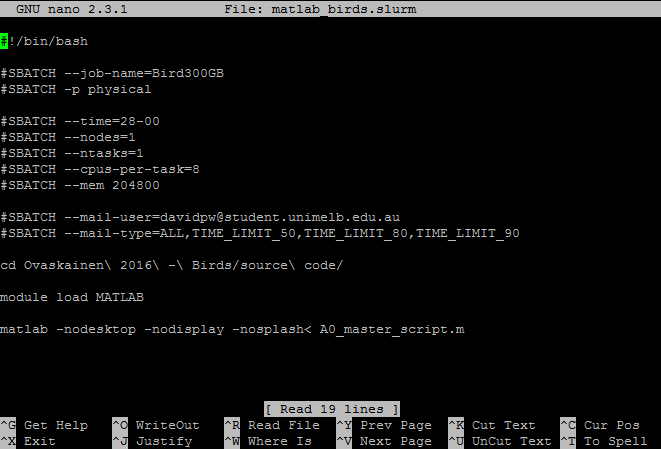 GNU nano 2.3.1 File: matlab_birds.slurm
#!/bin/bash
#SBATCH --job-name=Bird300GB
#SBATCH -p physical
#SBATCH --time=28-00
#SBATCH --nodes=1
#SBATCH --ntasks=1
#SBATCH --cpus-per-task=8
#SBATCH --mem 204800
#SBATCH --mail-user=davidpw@student.unimelb.edu.au
#SBATCH --mail-type=ALL,TIME_LIMIT_50,TIME_LIMIT_80,TIME_LIMIT_90
cd Ovaskainen\ 2016\ -\ Birds/source\ code/
module load MATLAB
matlab -nodesktop -nodisplay -nosplash< A0_master_script.m
[ Read 19 lines ]
^G Get Help ^O WriteOut ^R Read File ^Y Prev Page ^K Cut Text ^C Cur Pos
^X Exit ^J Justify ^W Where Is ^V Next Page ^U UnCut Text ^T To Spell